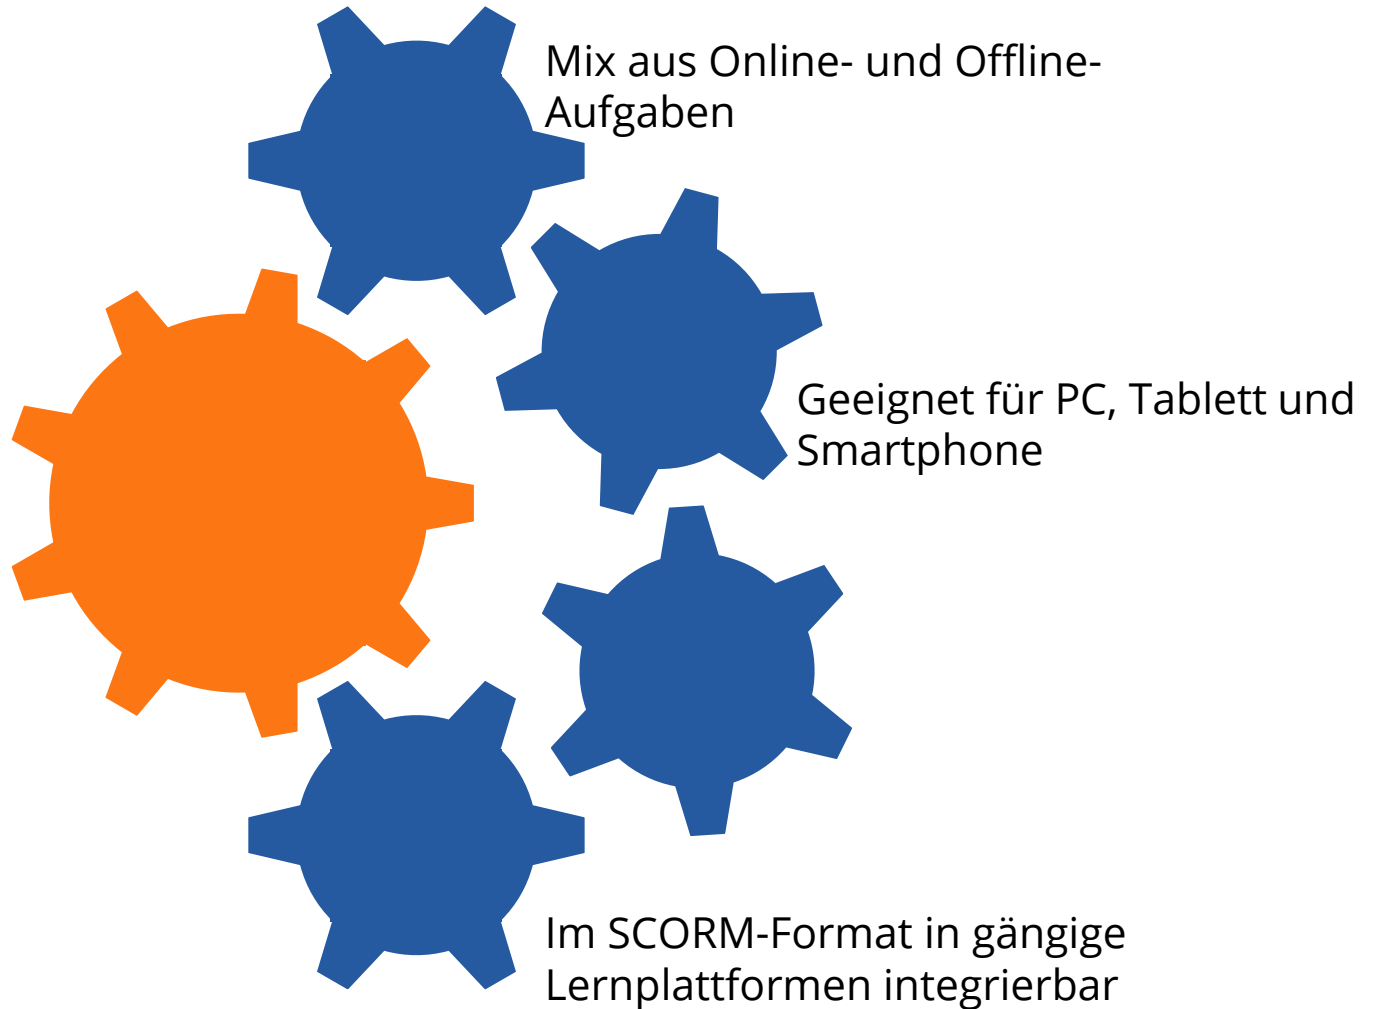 Mix aus Online- und Offline-
Aufgaben
Geeignet für PC, Tablett und
Smartphone
Im SCORM-Format in gängige
Lernplattformen integrierbar